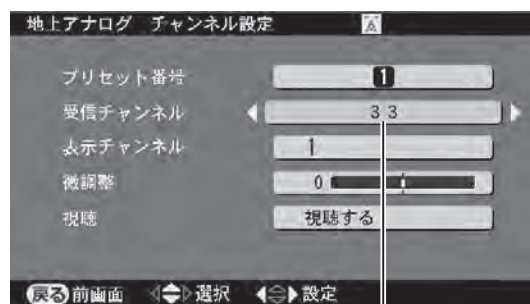 地上アナログ チャンネル設定 A
プリセット番号 1
受信チャンネル 33
表示チャンネル 1
微調整 0
視聴 視聴する
戻る 前画面 選択 設定